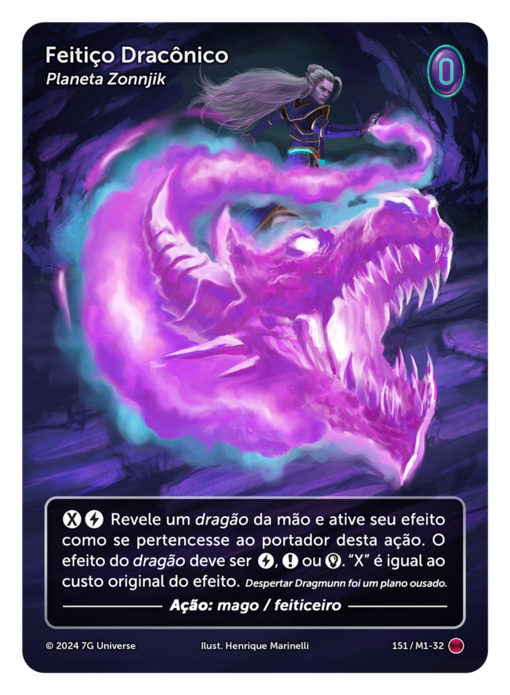 Feitiço Dracônico
Planeta Zonnjik
0
X Revele um dragão da mão e ative seu efeito
como se pertencesse ao portador desta ação. O
efeito do dragão deve ser , ! ou . “X” é igual ao
custo original do efeito. Despertar Dragmunn foi um plano ousado.
Ação: mago / feiticeiro
© 2024 7G Universe
Ilust. Henrique Marinelli
151 / M1-32